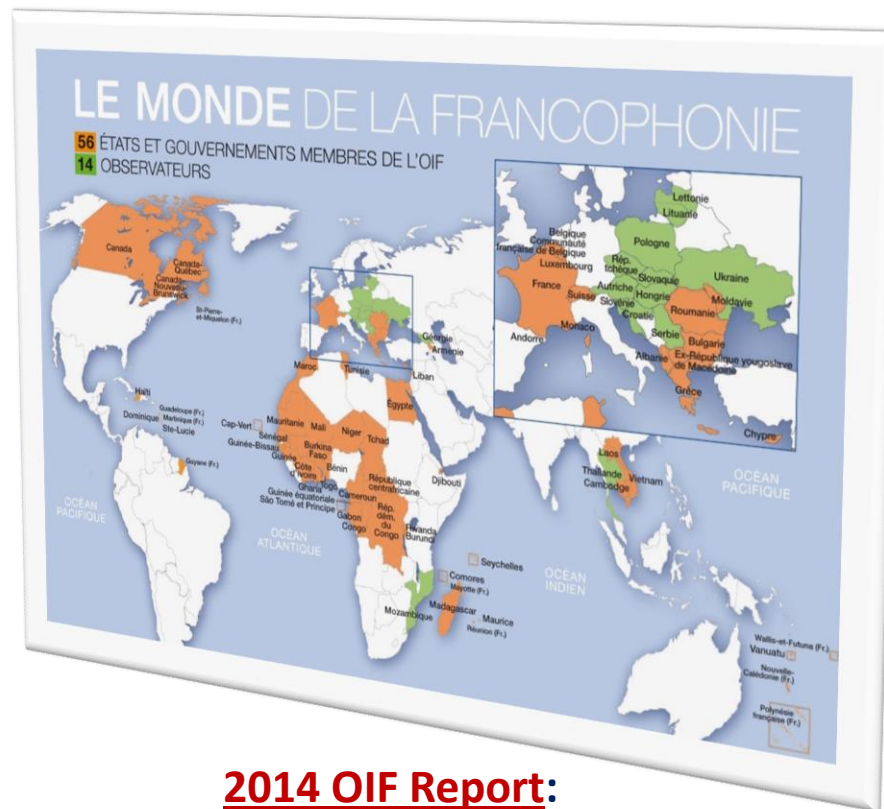 LE MONDE DE LA FRANCOPHONIE
56 ÉTATS ET GOUVERNEMENTS MEMBRES DE L'OIF
14 OBSERVATEURS
Canada
Canada-
Québec
Canada-
Nouveau-
Brunswick
St-Pierre-
et-Miquelon (Fr.)
Haïti
Guadeloupe (Fr.)
Dominique
Martinique (Fr.)
Ste-Lucie
Guyane (Fr.)
OCÉAN
PACIFIQUE
OCÉAN
ATLANTIQUE
Cap-Vert
Maroc
Tunisie
Égypte
Liban
Géorgie
Arménie
Mauritanie
Mali
Niger
Tchad
Sénégal
Guinée-Bissau
Guinée
Burkina
Faso
Côte
d'Ivoire
Bénin
Togo
Ghana
Guinée équatoriale
São Tomé et Principe
Cameroun
République
centrafricaine
Gabon
Congo
Rép.
dém.
du
Congo
Rwanda
Burundi
Djibouti
Comores
Mayotte (Fr.)
Seychelles
Mozambique
Madagascar
Maurice
Réunion (Fr.)
OCÉAN
INDIEN
Laos
Thaïlande
Cambodge
Vietnam
OCÉAN
PACIFIQUE
Wallis-et-Futuna (Fr.)
Vanuatu
Nouvelle-
Calédonie (Fr.)
Polynésie
française (Fr.)
Lettonie
Lituanie
Belgique
Communauté
française de Belgique
Luxembourg
Pologne
Rép.
tchèque
Slovaquie
Ukraine
France
Suisse
Autriche
Hongrie
Slovénie
Croatie
Moldavie
Roumanie
Serbie
Bulgarie
Andorre
Monaco
Albanie
Ex-République yougoslave
de Macédoine
Grèce
Chypre
2014 OIF Report: